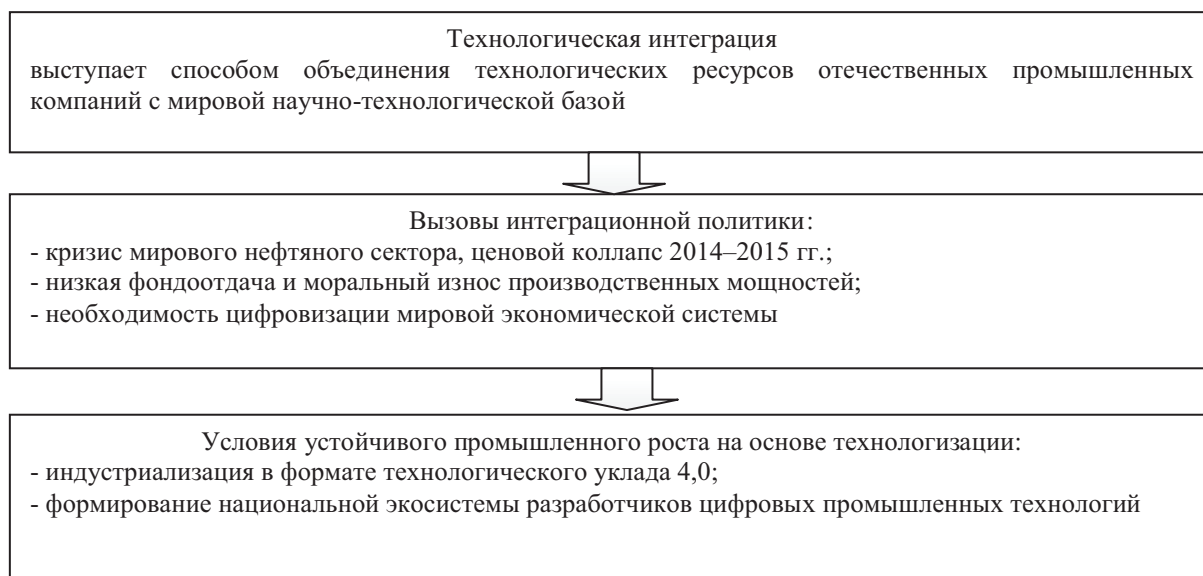 Технологическая интеграция
выступает способом объединения технологических ресурсов отечественных промышленных
компаний с мировой научно-технологической базой
Вызовы интеграционной политики:
- кризис мирового нефтяного сектора, ценовой коллапс 2014–2015 гг.;
- низкая фондоотдача и моральный износ производственных мощностей;
- необходимость цифровизации мировой экономической системы
Условия устойчивого промышленного роста на основе технологизации:
- индустриализация в формате технологического уклада 4,0;
- формирование национальной экосистемы разработчиков цифровых промышленных технологий